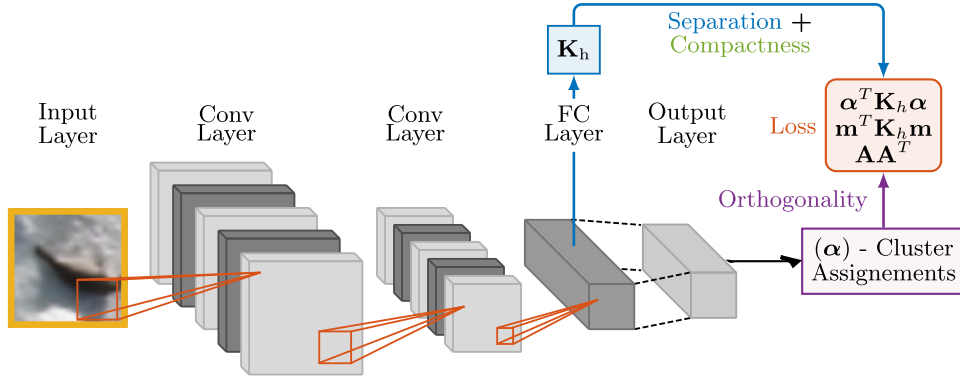 Separation +
Compactness
K_h
Input
Layer
Conv
Layer
Conv
Layer
FC
Layer
Output
Layer
Loss
α^T K_h α
m^T K_h m
AA^T
Orthogonality
(α) - Cluster
Assignements